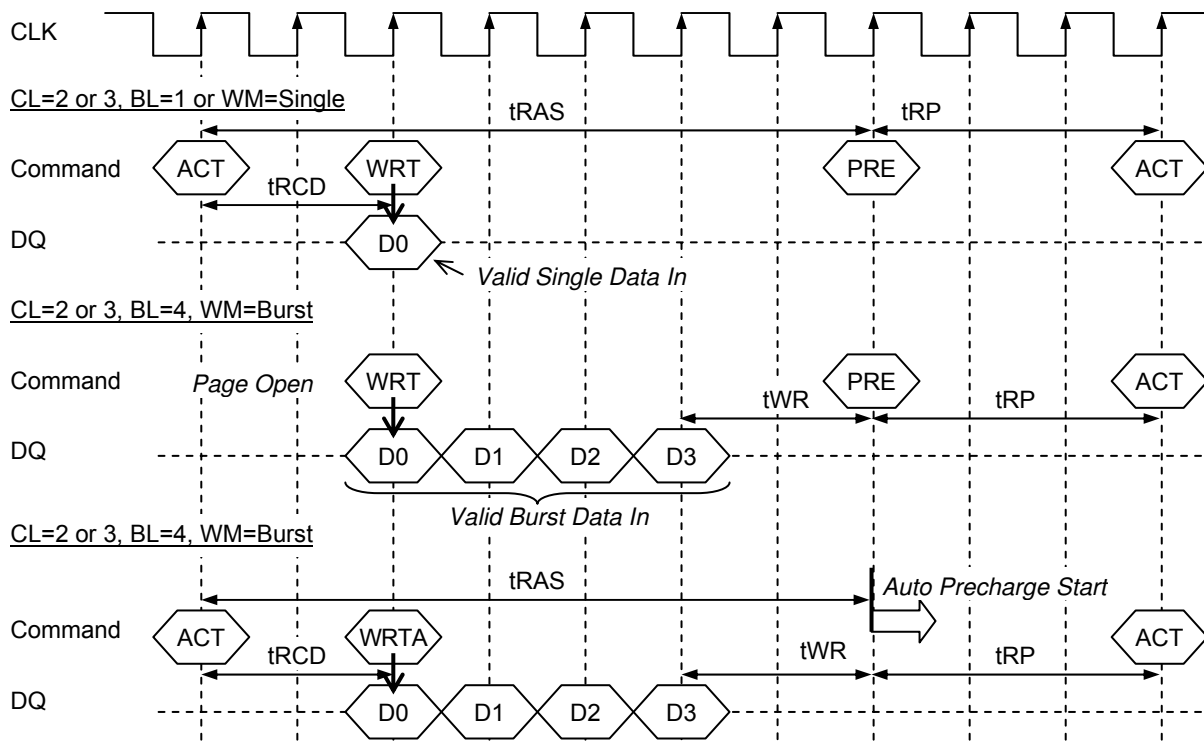 CLK
CL=2 or 3, BL=1 or WM=Single
tRAS
tRP
Command
ACT
WRT
PRE
ACT
tRCD
DQ
D0
Valid Single Data In
CL=2 or 3, BL=4, WM=Burst
Command
Page Open
WRT
PRE
ACT
tWR
tRP
DQ
D0
D1
D2
D3
Valid Burst Data In
CL=2 or 3, BL=4, WM=Burst
tRAS
Auto Precharge Start
Command
ACT
WRTA
ACT
tRCD
tWR
tRP
DQ
D0
D1
D2
D3